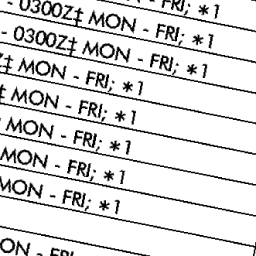 - 0300Z‡ MON - FRI; *1
- 0300Z‡ MON - FRI; *1
Z‡ MON - FRI; *1
‡ MON - FRI; *1
MON - FRI; *1
MON - FRI; *1
MON - FRI; *1
ON - FRI